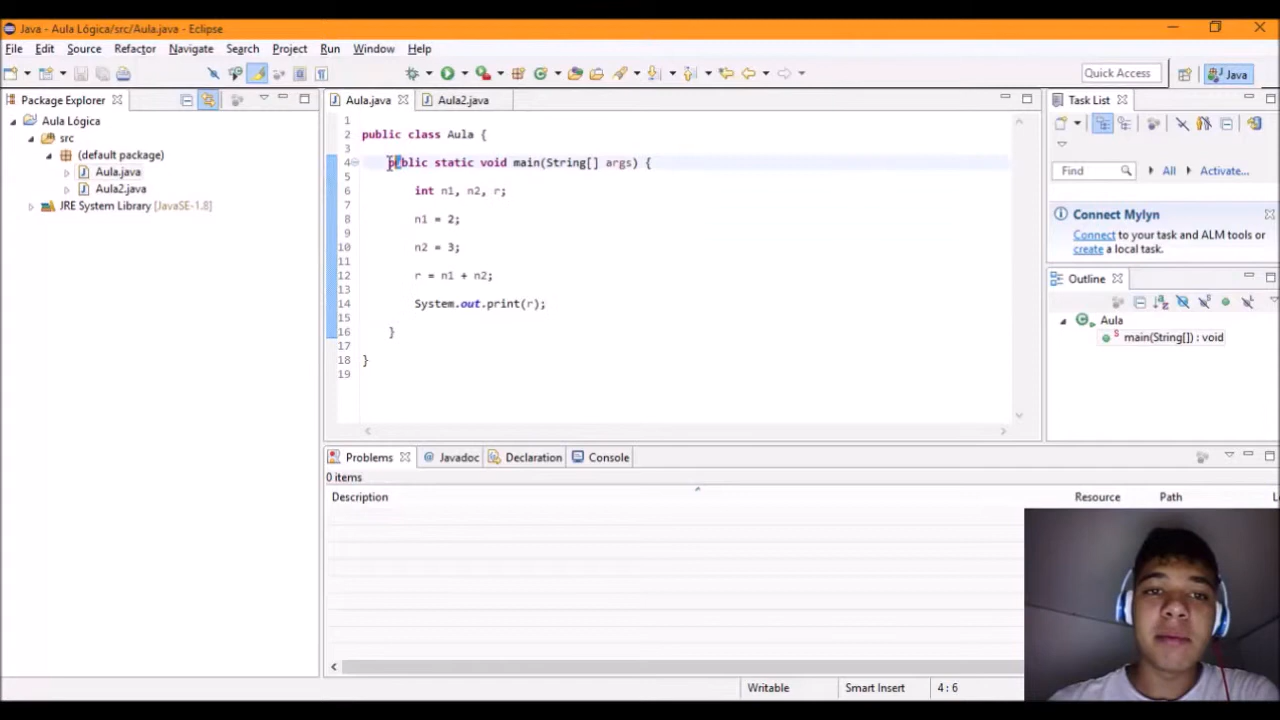 Java - Aula Lógica/src/Aula.java - Eclipse
File Edit Source Refactor Navigate Search Project Run Window Help
Quick Access
Java
Package Explorer
Aula Lógica
src
(default package)
Aula.java
Aula2.java
JRE System Library [JavaSE-1.8]
Aula.java Aula2.java
1
2 public class Aula {
3
4 public static void main(String[] args) {
5
6 int n1, n2, r;
7
8 n1 = 2;
9
10 n2 = 3;
11
12 r = n1 + n2;
13
14 System.out.print(r);
15
16 }
17
18 }
19
Task List
Find All Activate...
Connect Mylyn
Connect to your task and ALM tools or
create a local task.
Outline
Aula
main(String[]) : void
Problems Javadoc Declaration Console
0 items
Description Resource Path L
Writable Smart Insert 4 : 6